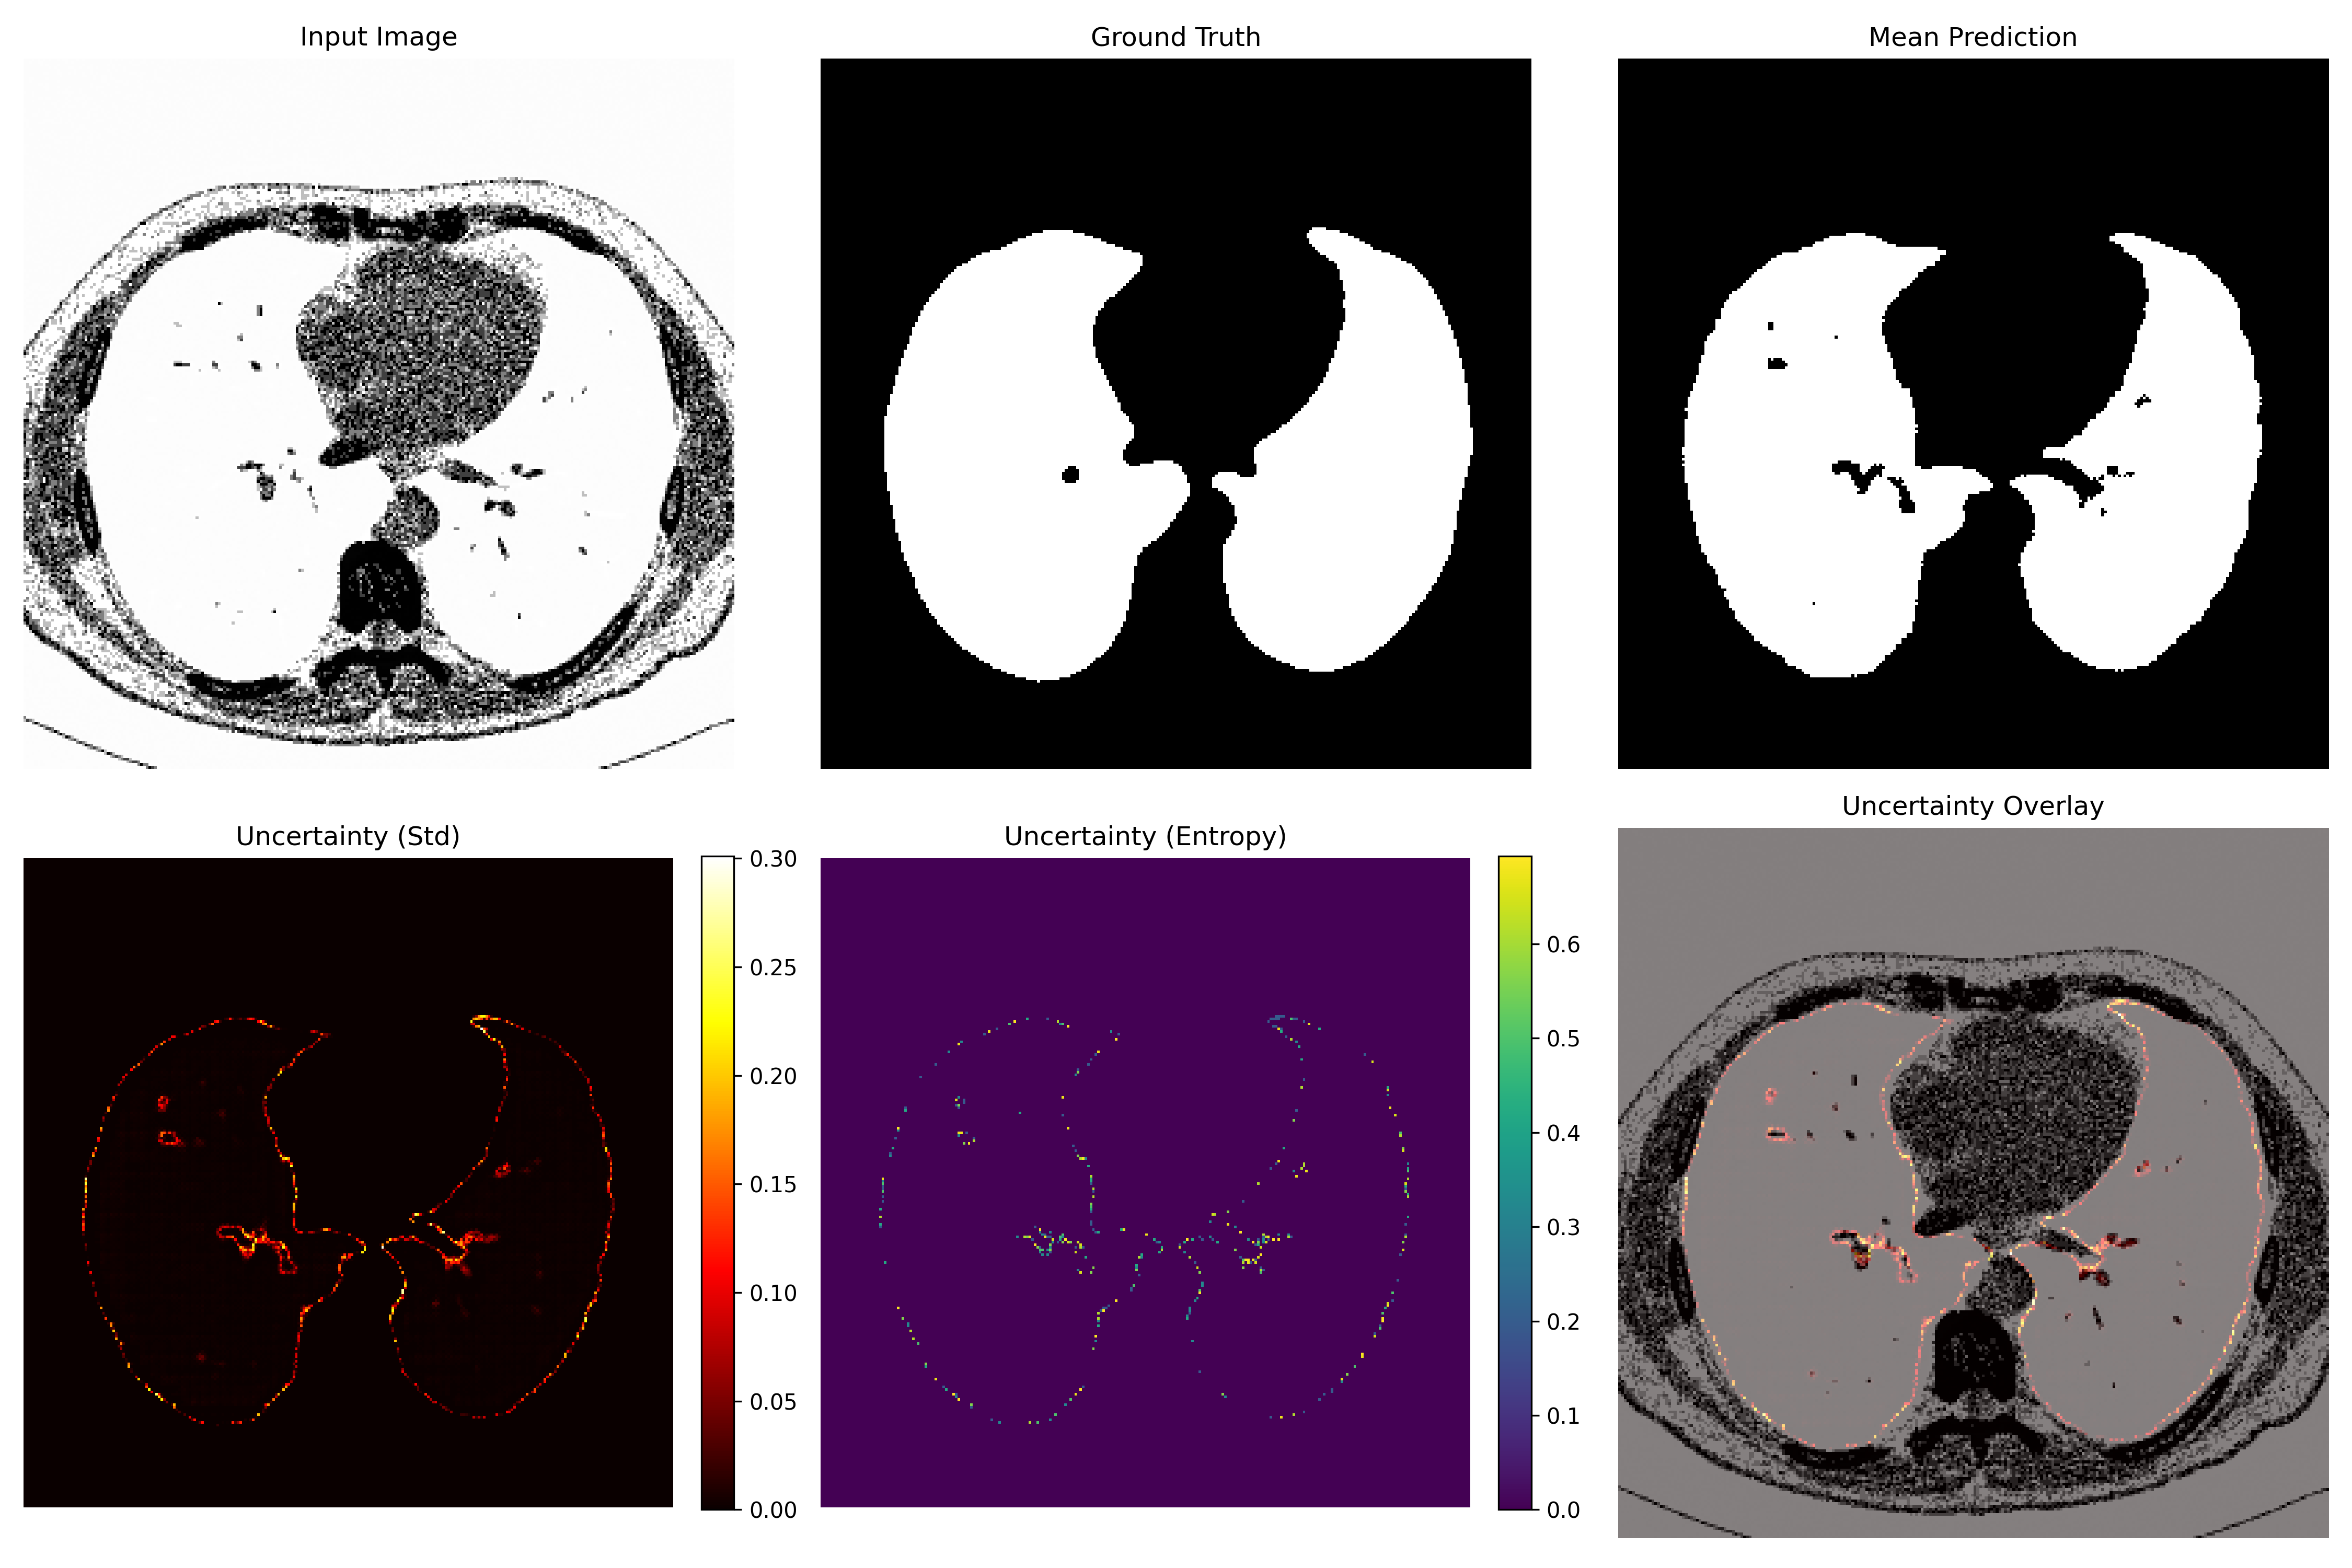 Input Image
Ground Truth
Mean Prediction
Uncertainty (Std)
0.30
0.25
0.20
0.15
0.10
0.05
0.00
Uncertainty (Entropy)
0.6
0.5
0.4
0.3
0.2
0.1
0.0
Uncertainty Overlay